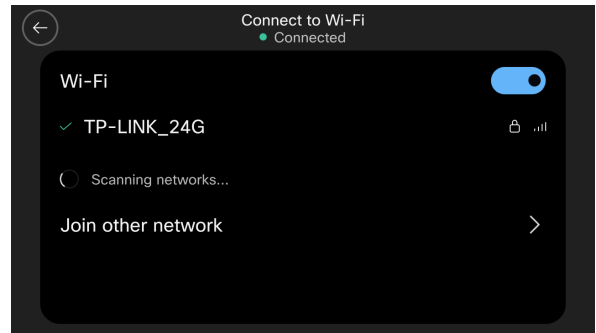 Connect to Wi-Fi
Connected
Wi-Fi
TP-LINK_24G
Scanning networks...
Join other network